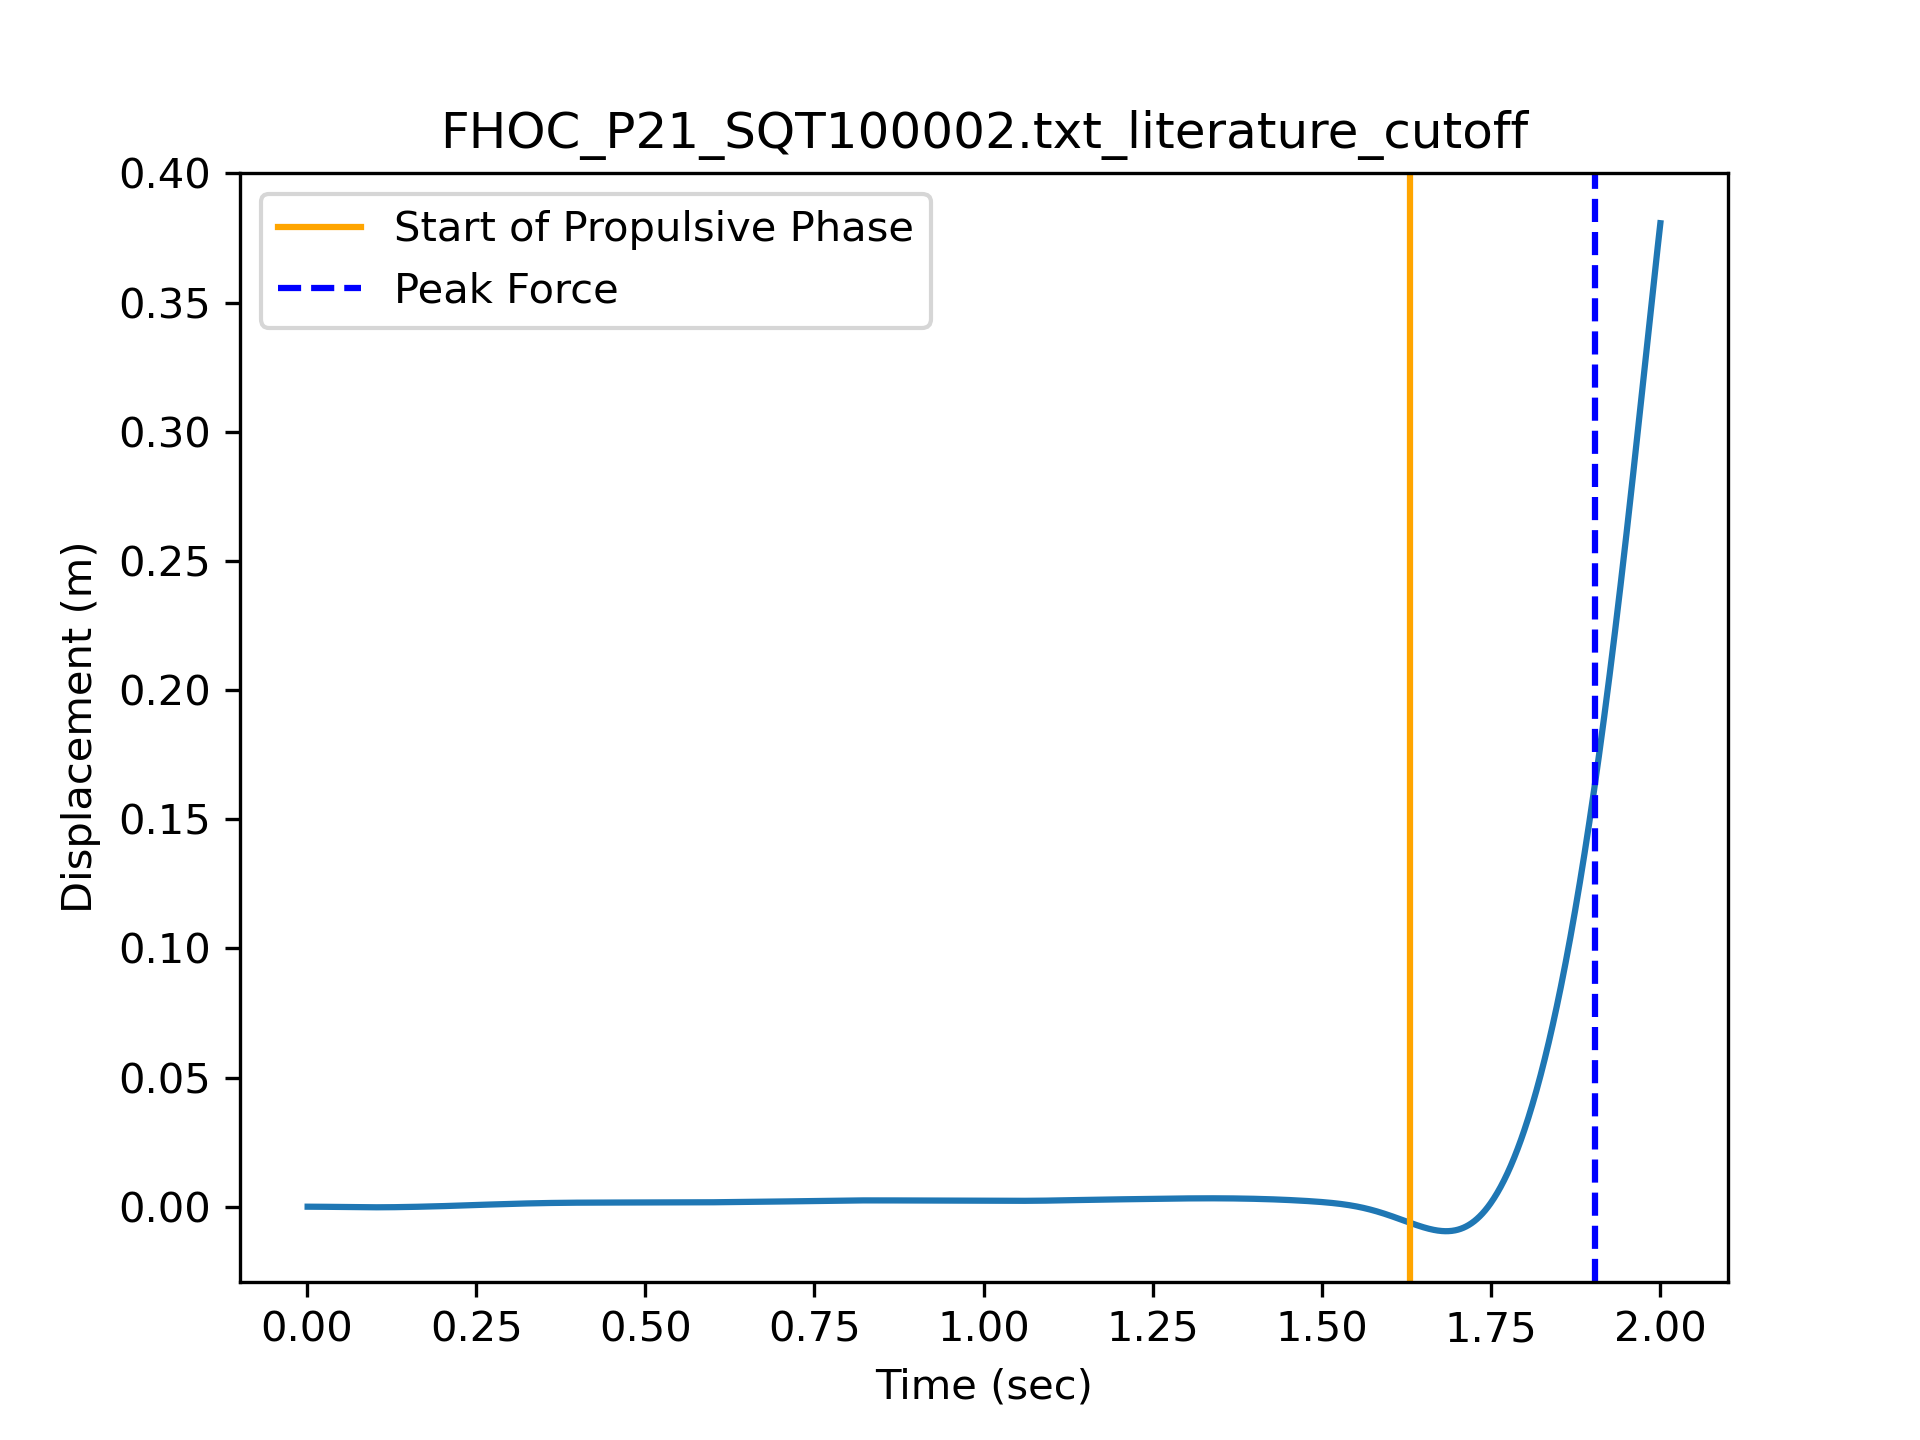 FHOC_P21_SQT100002.txt_literature_cutoff
Start of Propulsive Phase
Peak Force
Displacement (m)
0.40
0.35
0.30
0.25
0.20
0.15
0.10
0.05
0.00
0.00 0.25 0.50 0.75 1.00 1.25 1.50 1.75 2.00
Time (sec)